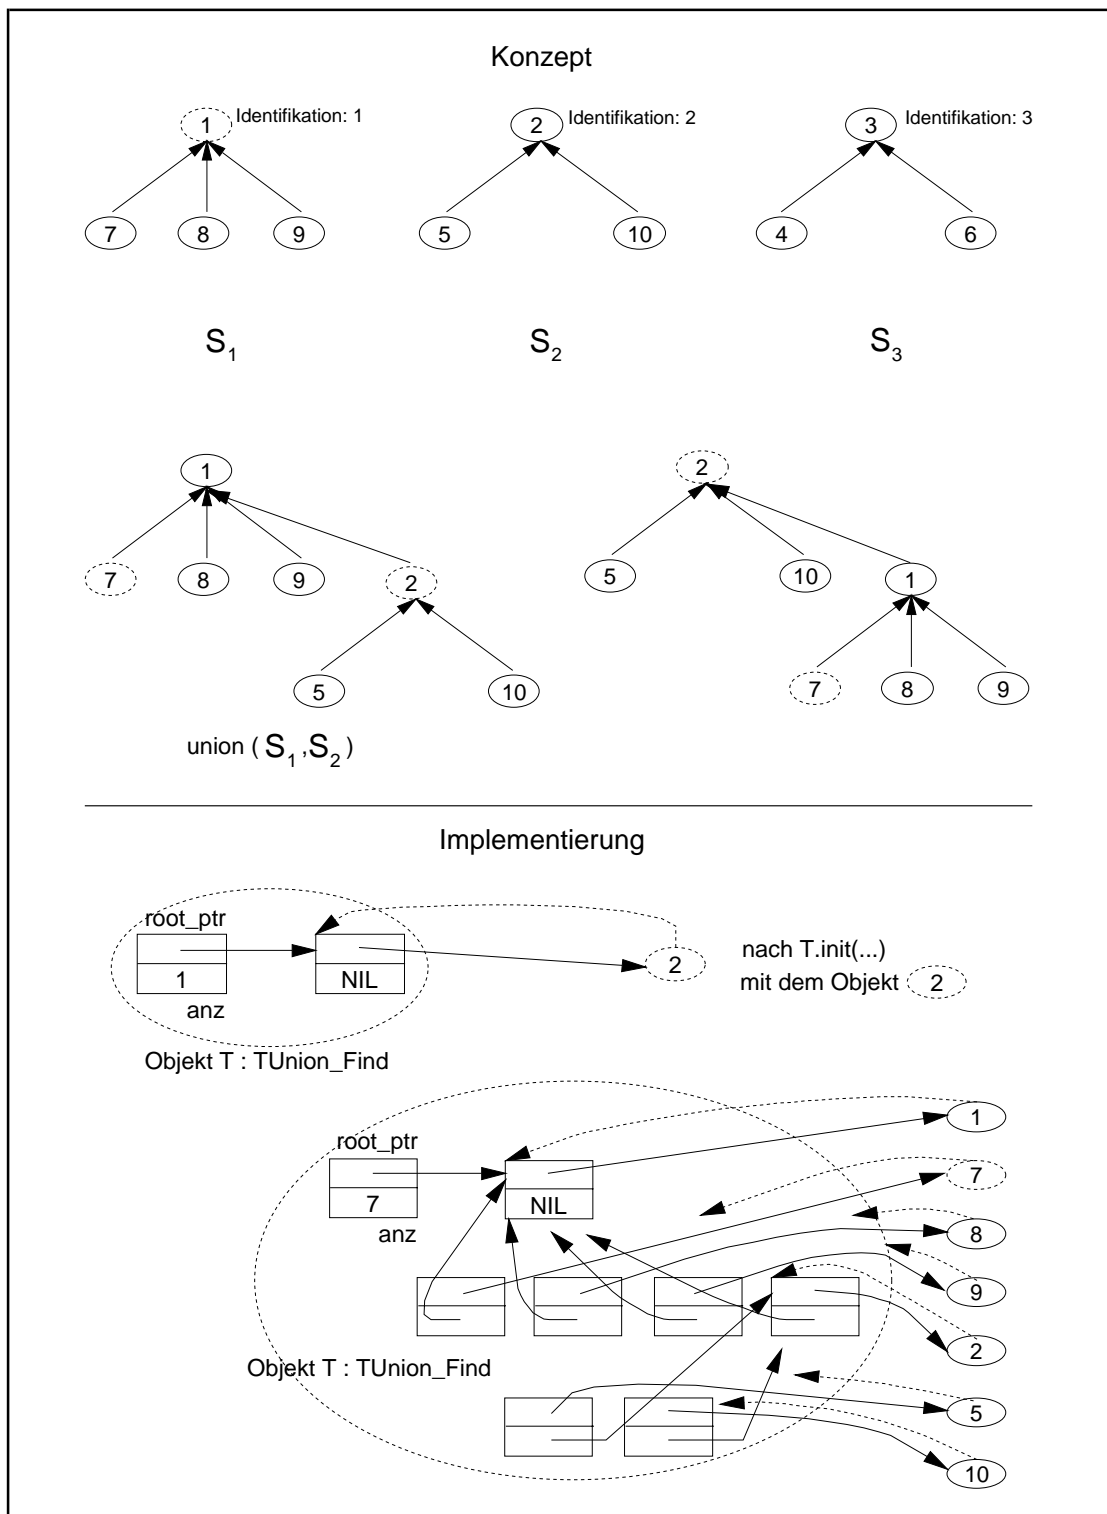 Konzept
1 Identifikation: 1 2 Identifikation: 2 3 Identifikation: 3
7 8 9 5 10 4 6
S1 S2 S3
1 2
7 8 9 2 5 10 1
5 10 7 8 9
union ( S1 ,S2 )
Implementierung
root_ptr
2 nach T.init(...)
1 NIL mit dem Objekt 2
anz
Objekt T : TUnion_Find
1
root_ptr
7
7 NIL
anz 8
9
2
Objekt T : TUnion_Find
5
10